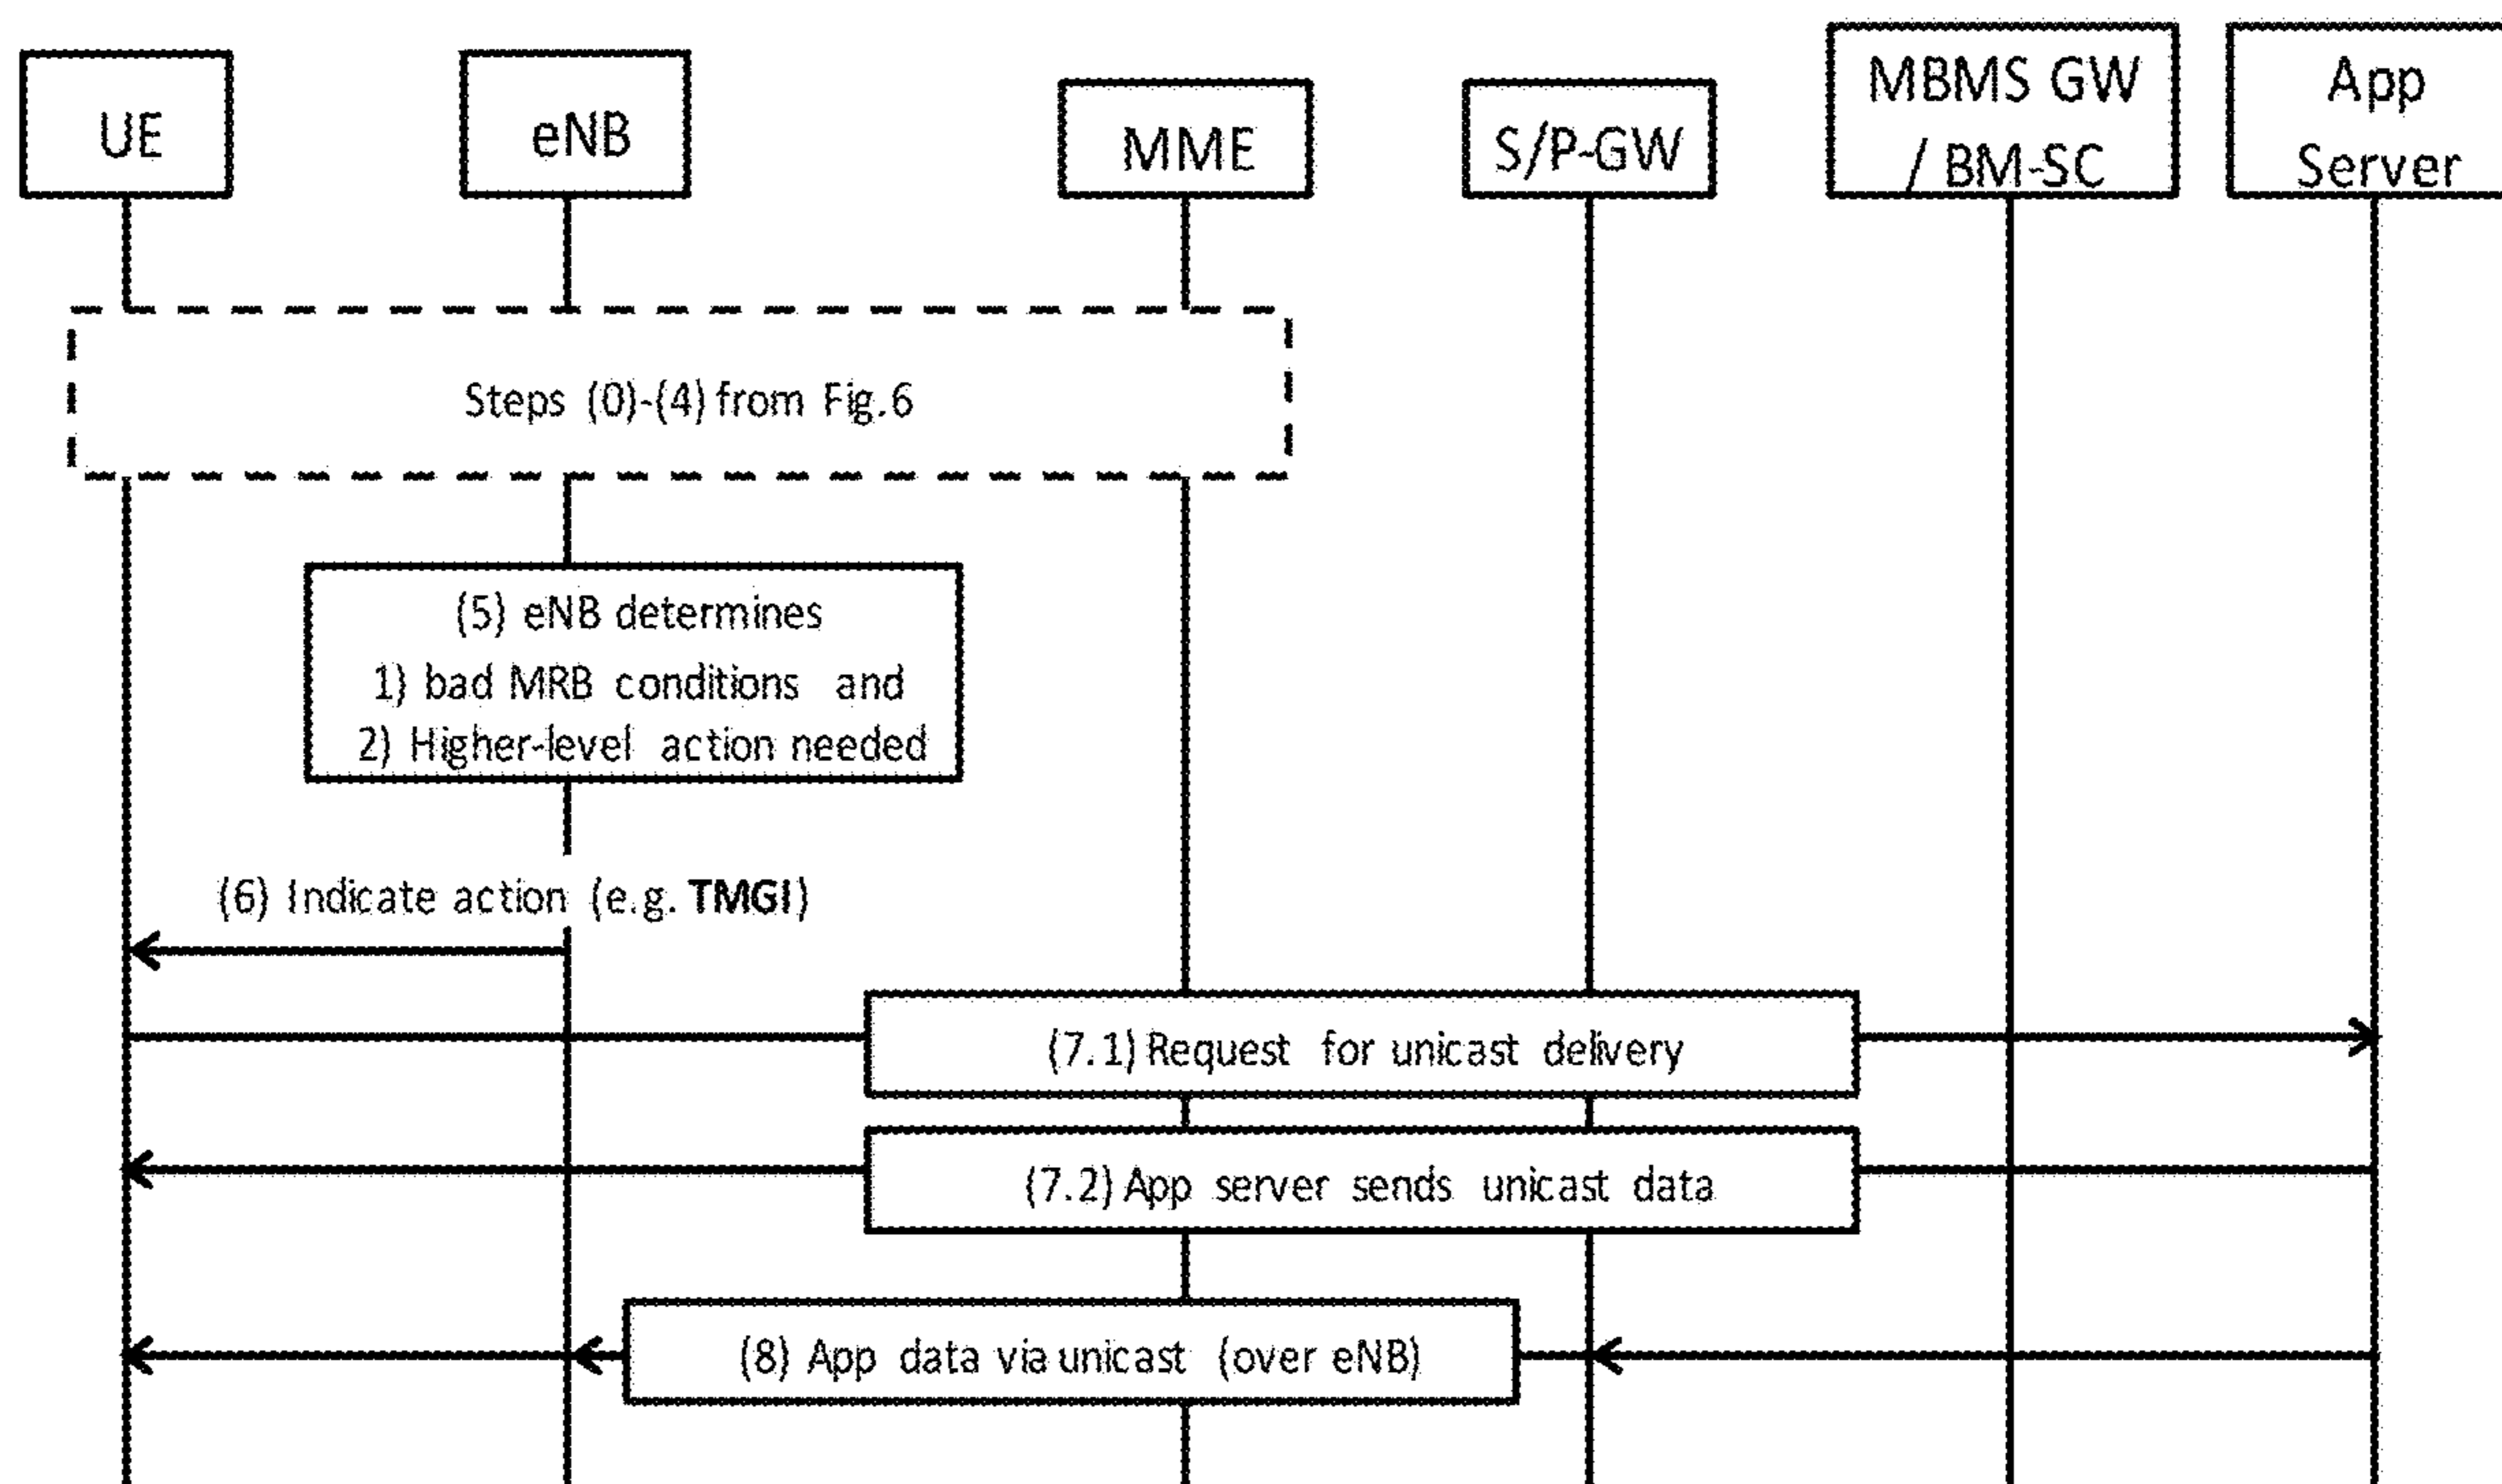 UE
eNB
MME
S/P-GW
MBMS GW
/ BM-SC
App
Server
Steps (0)-(4) from Fig.6
(5) eNB determines
1) bad MRB conditions and
2) Higher-level action needed
(6) Indicate action (e.g. TMGI)
(7.1) Request for unicast delivery
(7.2) App server sends unicast data
(8) App data via unicast (over eNB)